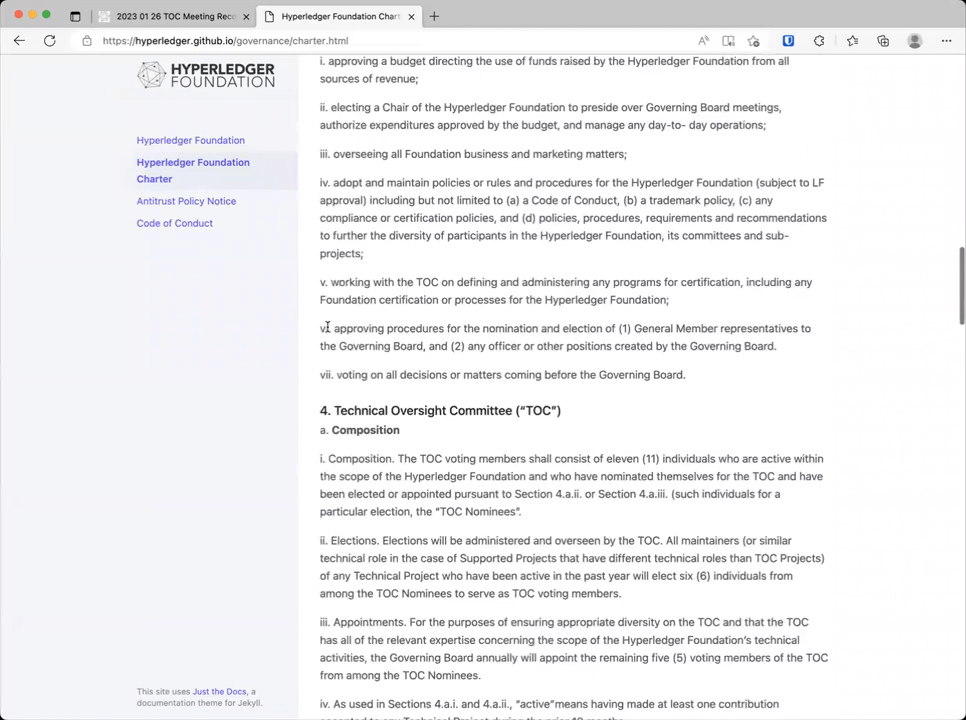 2023 01 26 TOC Meeting Reco
Hyperledger Foundation Chart
https://hyperledger.github.io/governance/charter.html
HYPERLEDGER
FOUNDATION
Hyperledger Foundation
Hyperledger Foundation
Charter
Antitrust Policy Notice
Code of Conduct
i. approving a budget directing the use of funds raised by the Hyperledger Foundation from all
sources of revenue;
ii. electing a Chair of the Hyperledger Foundation to preside over Governing Board meetings,
authorize expenditures approved by the budget, and manage any day-to- day operations;
iii. overseeing all Foundation business and marketing matters;
iv. adopt and maintain policies or rules and procedures for the Hyperledger Foundation (subject to LF
approval) including but not limited to (a) a Code of Conduct, (b) a trademark policy, (c) any
compliance or certification policies, and (d) policies, procedures, requirements and recommendations
to further the diversity of participants in the Hyperledger Foundation, its committees and sub-
projects;
v. working with the TOC on defining and administering any programs for certification, including any
Foundation certification or processes for the Hyperledger Foundation;
vi. approving procedures for the nomination and election of (1) General Member representatives to
the Governing Board, and (2) any officer or other positions created by the Governing Board.
vii. voting on all decisions or matters coming before the Governing Board.
4. Technical Oversight Committee (“TOC”)
a. Composition
i. Composition. The TOC voting members shall consist of eleven (11) individuals who are active within
the scope of the Hyperledger Foundation and who have nominated themselves for the TOC and have
been elected or appointed pursuant to Section 4.a.ii. or Section 4.a.iii. (such individuals for a
particular election, the “TOC Nominees”.
ii. Elections. Elections will be administered and overseen by the TOC. All maintainers (or similar
technical role in the case of Supported Projects that have different technical roles than TOC Projects)
of any Technical Project who have been active in the past year will elect six (6) individuals from
among the TOC Nominees to serve as TOC voting members.
iii. Appointments. For the purposes of ensuring appropriate diversity on the TOC and that the TOC
has all of the relevant expertise concerning the scope of the Hyperledger Foundation’s technical
activities, the Governing Board annually will appoint the remaining five (5) voting members of the TOC
from among the TOC Nominees.
iv. As used in Sections 4.a.i. and 4.a.ii., “active”means having made at least one contribution
This site uses Just the Docs, a
documentation theme for Jekyll.